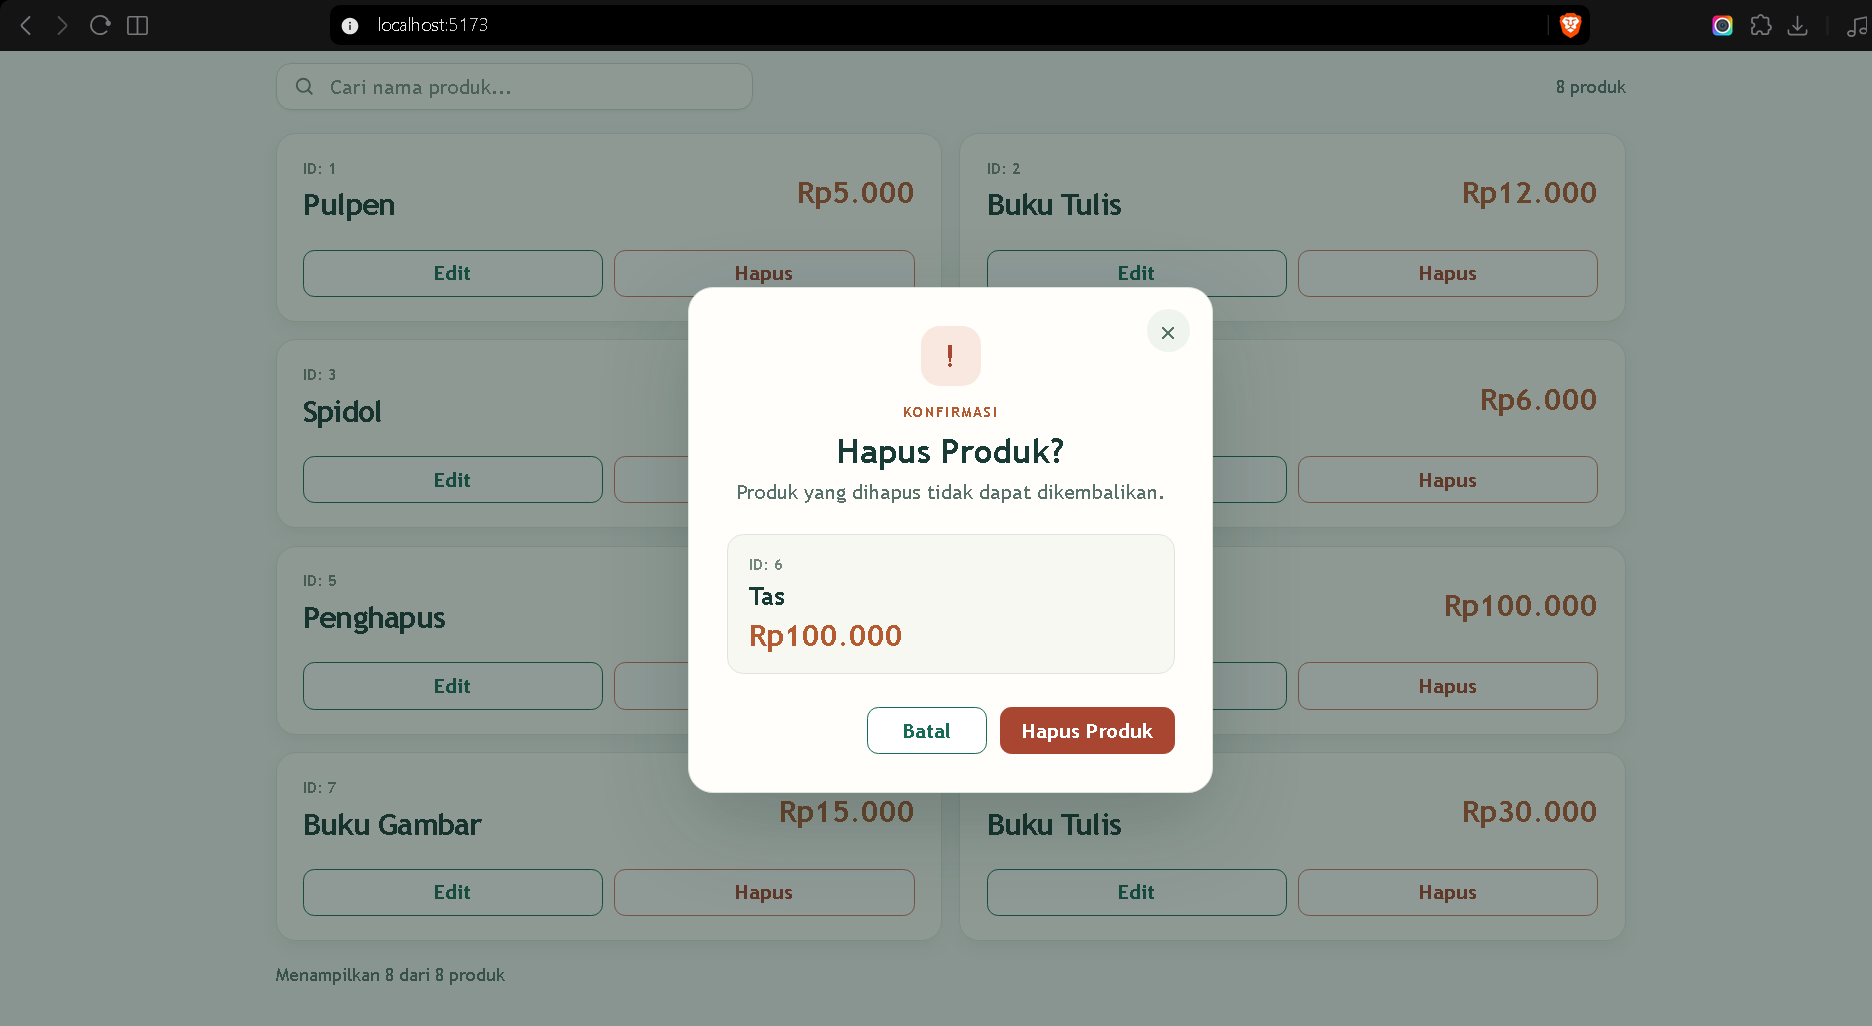 localhost:5173
Cari nama produk...
8 produk
ID: 1
Pulpen
Rp5.000
Edit
Hapus
ID: 2
Buku Tulis
Rp12.000
Edit
Hapus
ID: 3
Spidol
Edit
Rp6.000
Hapus
ID: 5
Penghapus
Edit
Rp100.000
Hapus
ID: 7
Buku Gambar
Rp15.000
Edit
Hapus
Buku Tulis
Rp30.000
Edit
Hapus
Menampilkan 8 dari 8 produk
!
KONFIRMASI
Hapus Produk?
Produk yang dihapus tidak dapat dikembalikan.
ID: 6
Tas
Rp100.000
Batal
Hapus Produk